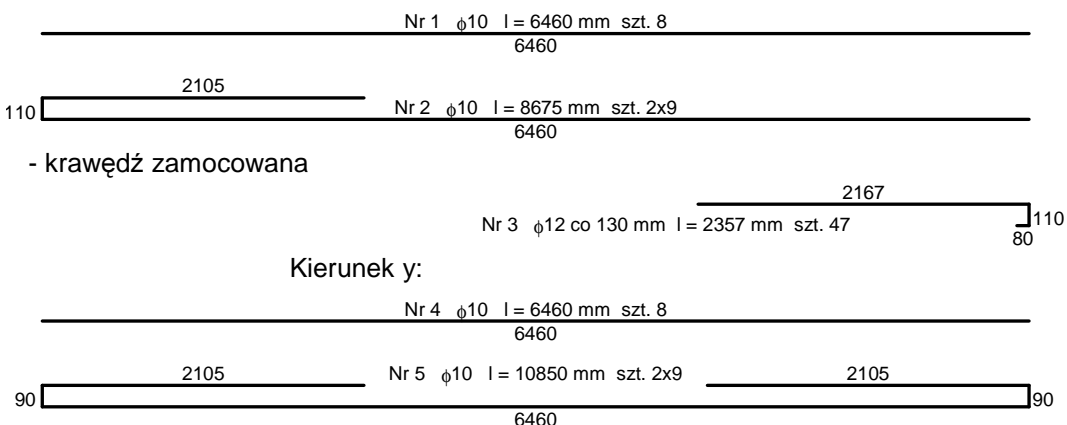 Nr 1 ϕ10 l = 6460 mm szt. 8
6460
2105
110
Nr 2 ϕ10 l = 8675 mm szt. 2x9
6460
- krawędź zamocowana
2167
110
Nr 3 ϕ12 co 130 mm l = 2357 mm szt. 47
80
Kierunek y:
Nr 4 ϕ10 l = 6460 mm szt. 8
6460
2105 Nr 5 ϕ10 l = 10850 mm szt. 2x9 2105
90 90
6460